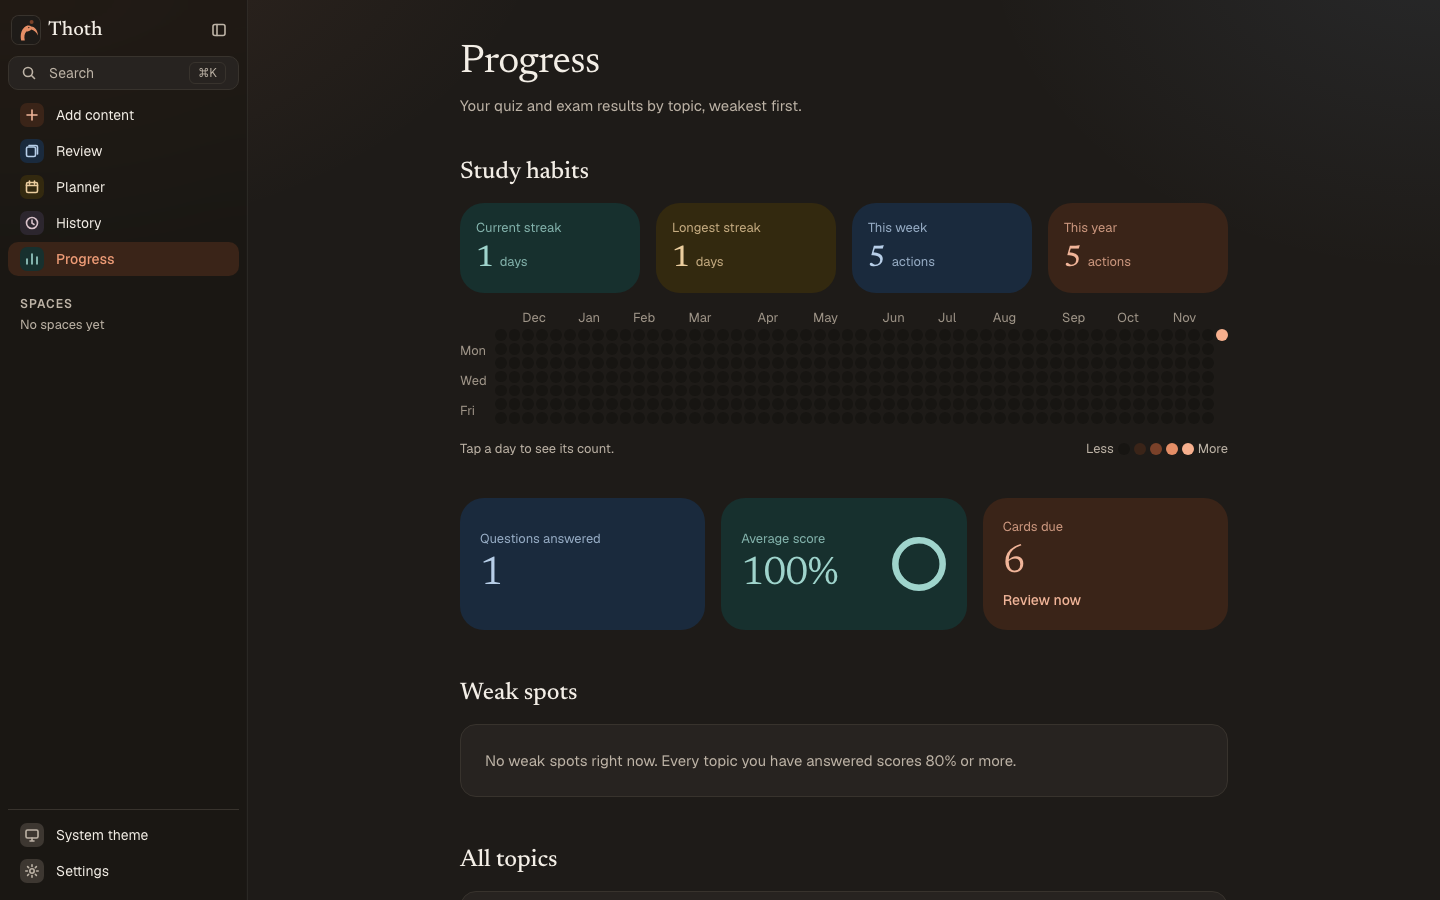 Thoth
Search ⌘K
Add content
Review
Planner
History
Progress
SPACES
No spaces yet
System theme
Settings
Progress
Your quiz and exam results by topic, weakest first.
Study habits
Current streak
1 days
Longest streak
1 days
This week
5 actions
This year
5 actions
Dec Jan Feb Mar Apr May Jun Jul Aug Sep Oct Nov
Mon
Wed
Fri
Tap a day to see its count.
Less More
Questions answered
1
Average score
100%
Cards due
6
Review now
Weak spots
No weak spots right now. Every topic you have answered scores 80% or more.
All topics